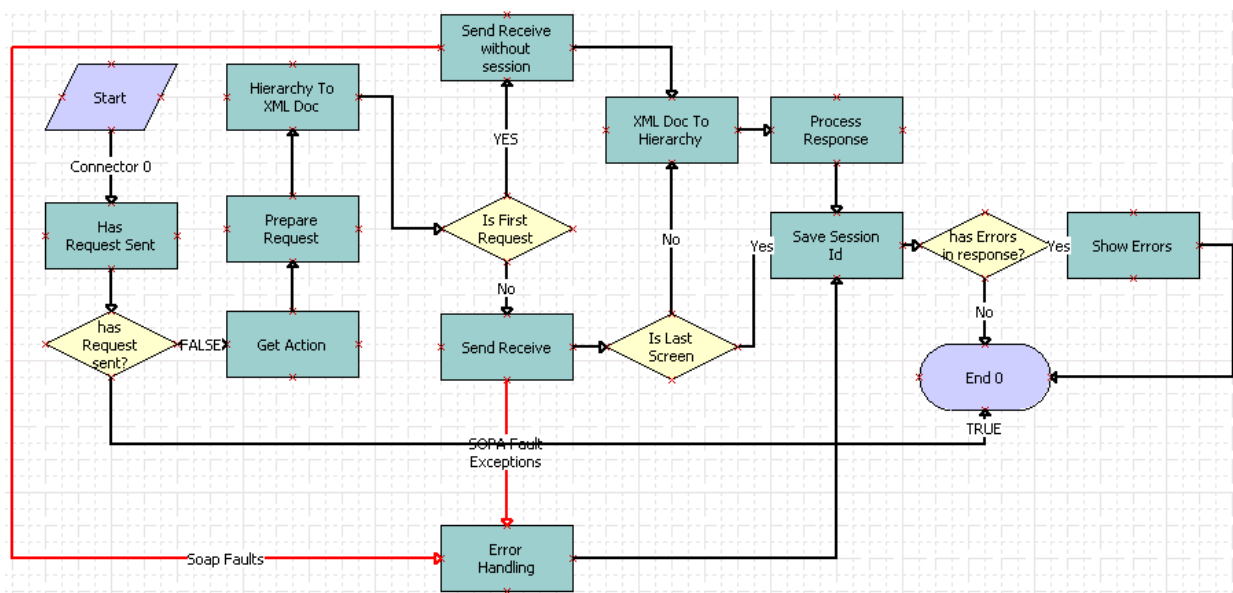 Send Receive
without
session
Start
Hierarchy To
XML Doc
XML Doc To
Hierarchy
Process
Response
YES
Connector 0
Has
Request Sent
Prepare
Request
Is First
Request
No
Yes
Save Session
Id
has Errors
in response?
Yes
Show Errors
No
No
has
Request
sent?
FALSE
Get Action
Send Receive
Is Last
Screen
End 0
TRUE
SOPA Fault
Exceptions
Soap Faults
Error
Handling